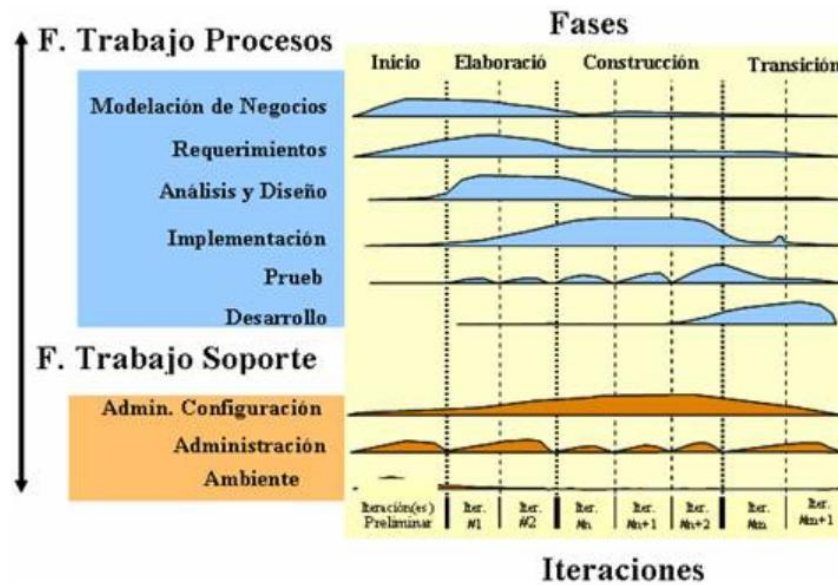 Fases
F. Trabajo Procesos
Inicio Elaboració Construcción Transición
Modelación de Negocios
Requerimientos
Análisis y Diseño
Implementación
Prueb
Desarrollo
F. Trabajo Soporte
Admin. Configuración
Administración
Ambiente
Iteración(es) Iter. Iter. Iter. Iter. Iter. Iter. Iter.
Preliminar #1 #2 #n #n+1 #n+2 #m #m+1
Iteraciones